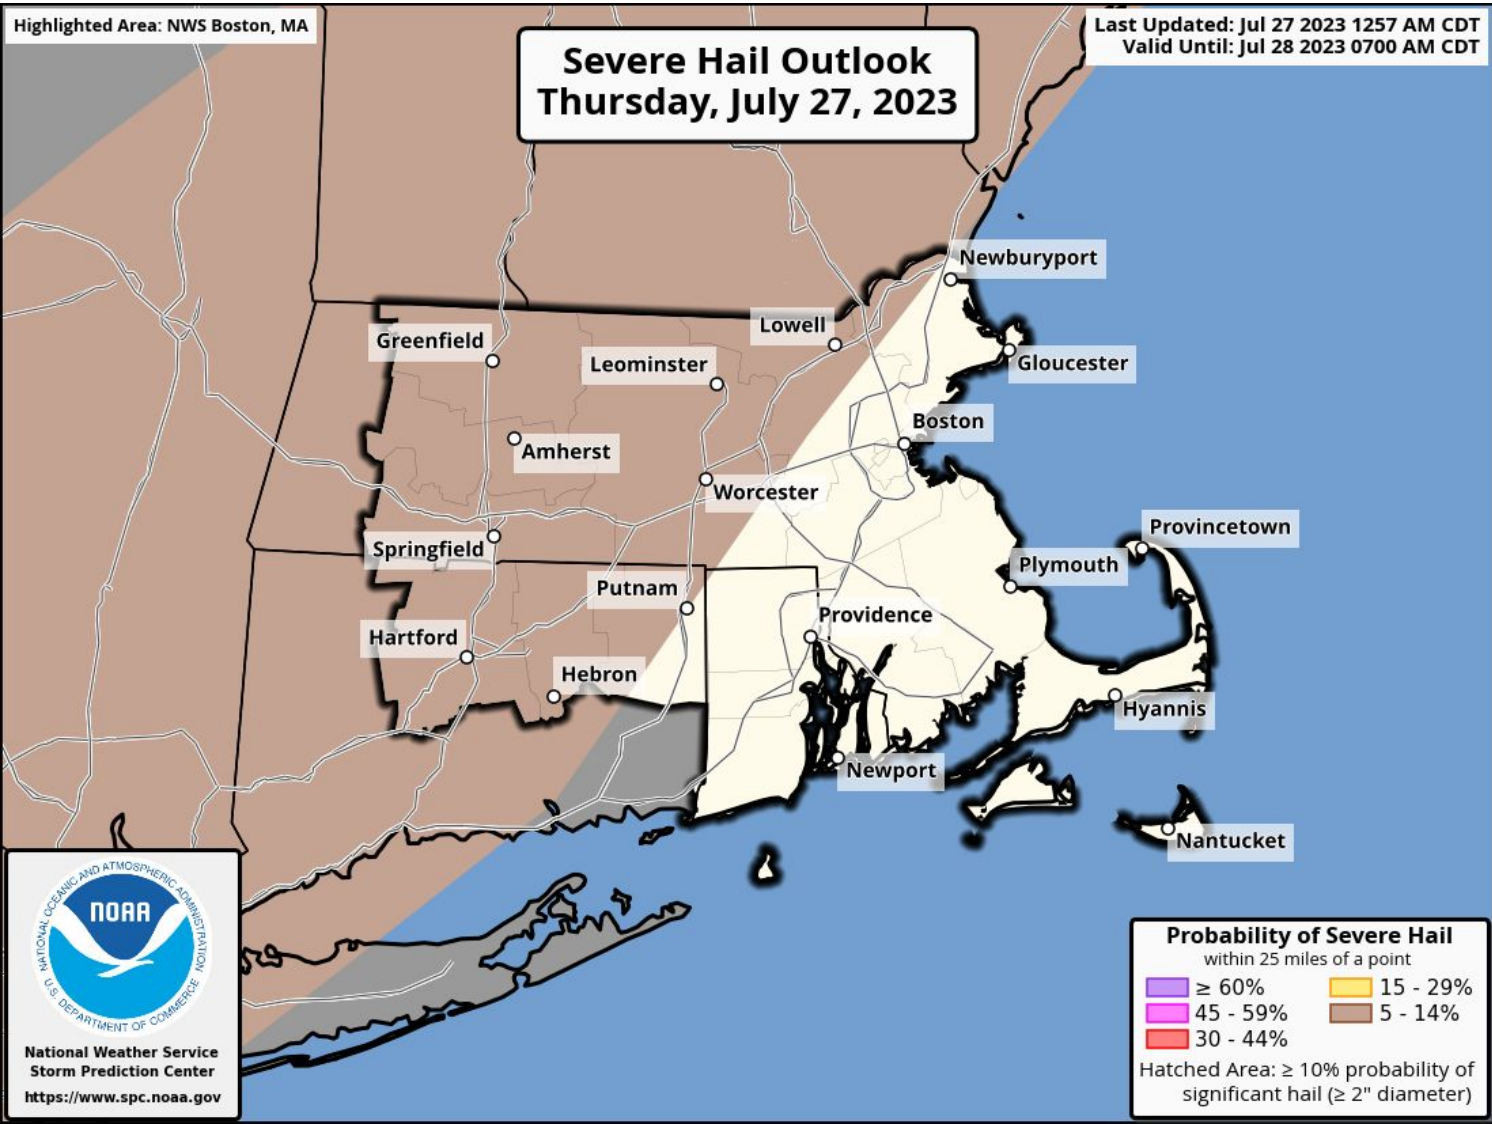 Highlighted Area: NWS Boston, MA
Severe Hail Outlook
Thursday, July 27, 2023
Last Updated: Jul 27 2023 1257 AM CDT
Valid Until: Jul 28 2023 0700 AM CDT
Newburyport
Lowell
Greenfield
Leominster
Gloucester
Boston
Amherst
Worcester
Provincetown
Springfield
Plymouth
Putnam
Providence
Hartford
Hebron
Hyannis
Newport
Nantucket
NATIONAL OCEANIC AND ATMOSPHERIC ADMINISTRATION
NOAA
U.S. DEPARTMENT OF COMMERCE
National Weather Service
Storm Prediction Center
https://www.spc.noaa.gov
Probability of Severe Hail
within 25 miles of a point
≥ 60%
15 - 29%
45 - 59%
5 - 14%
30 - 44%
Hatched Area: ≥ 10% probability of
significant hail (≥ 2" diameter)